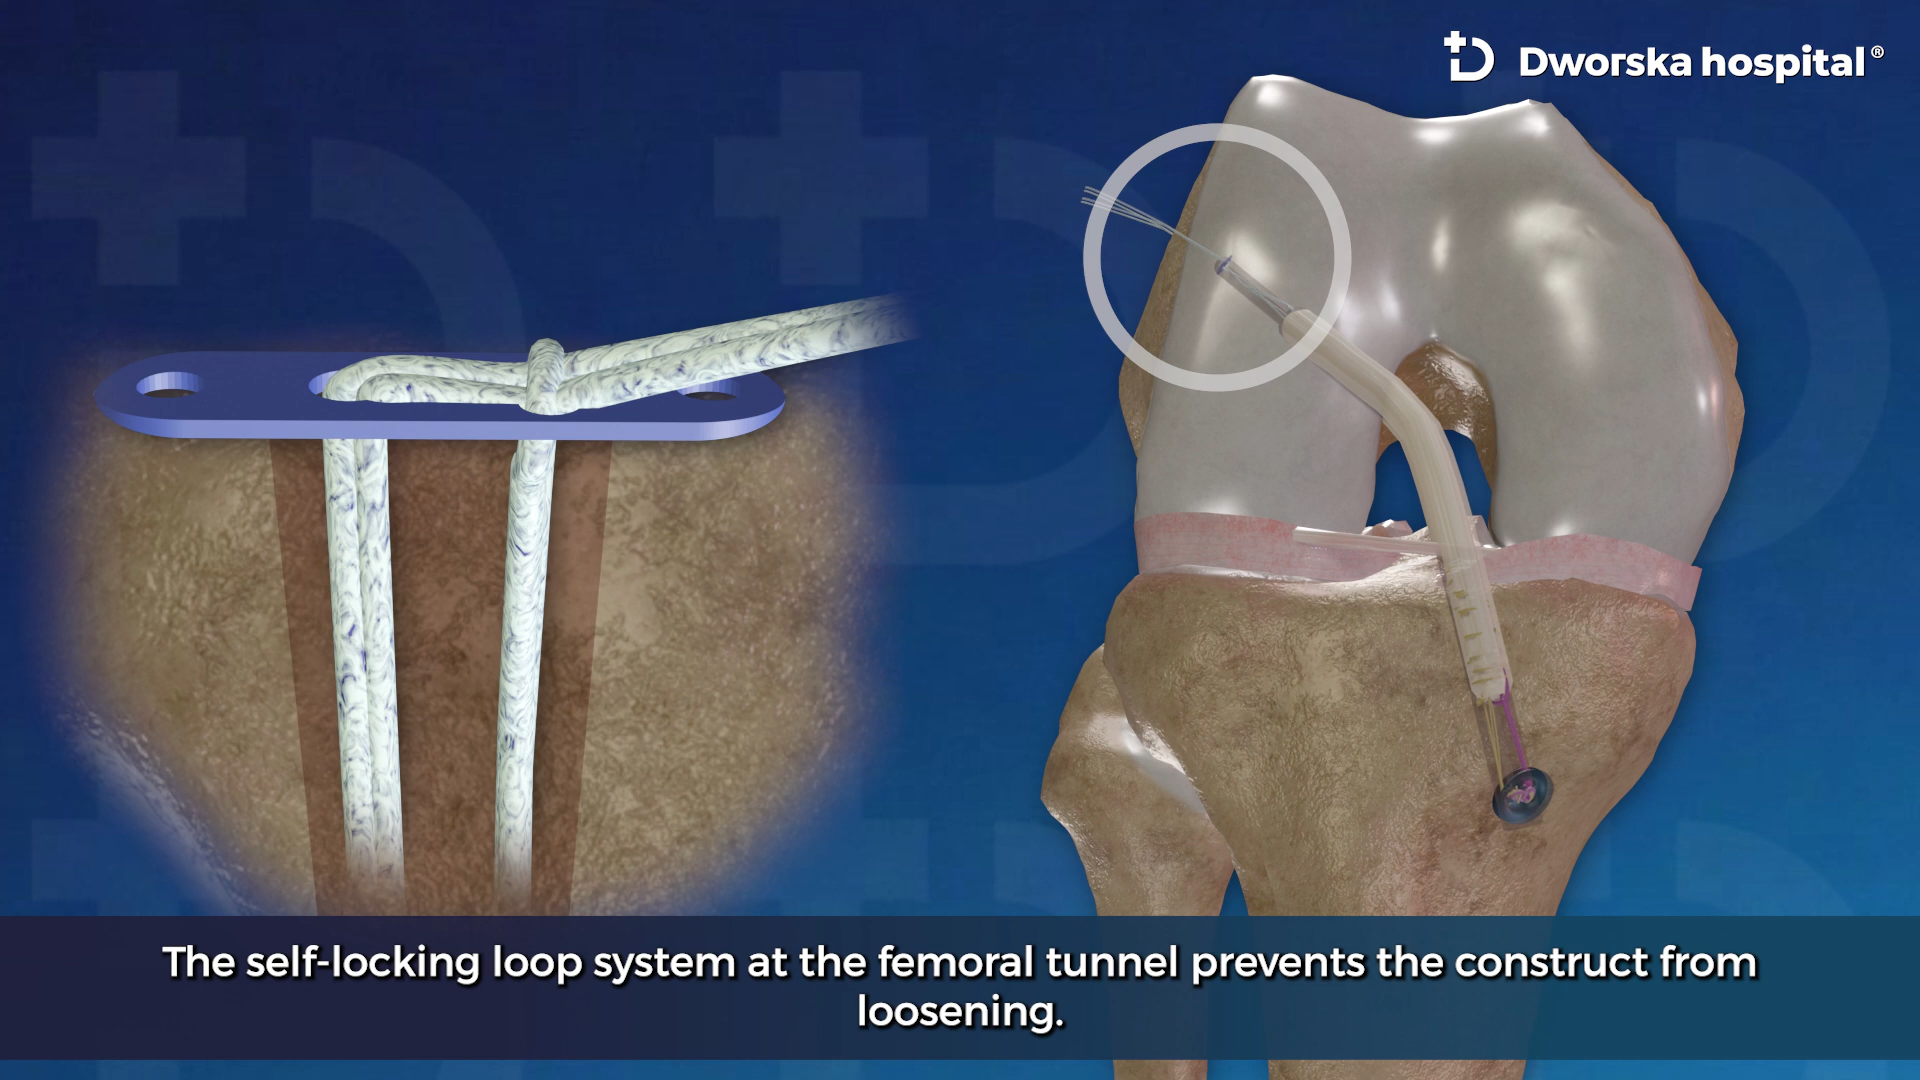 Dworska hospital®
The self-locking loop system at the femoral tunnel prevents the construct from
loosening.